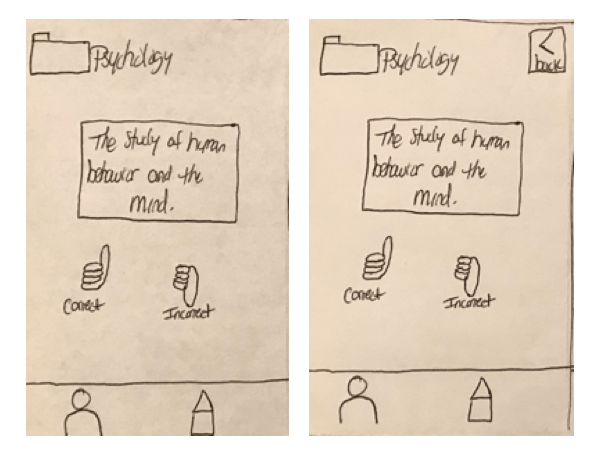 Psychology
The Study of human
behavior and the
mind.
Correct
Incorrect
Psychology
back
The Study of human
behavior and the
mind.
Correct
Incorrect